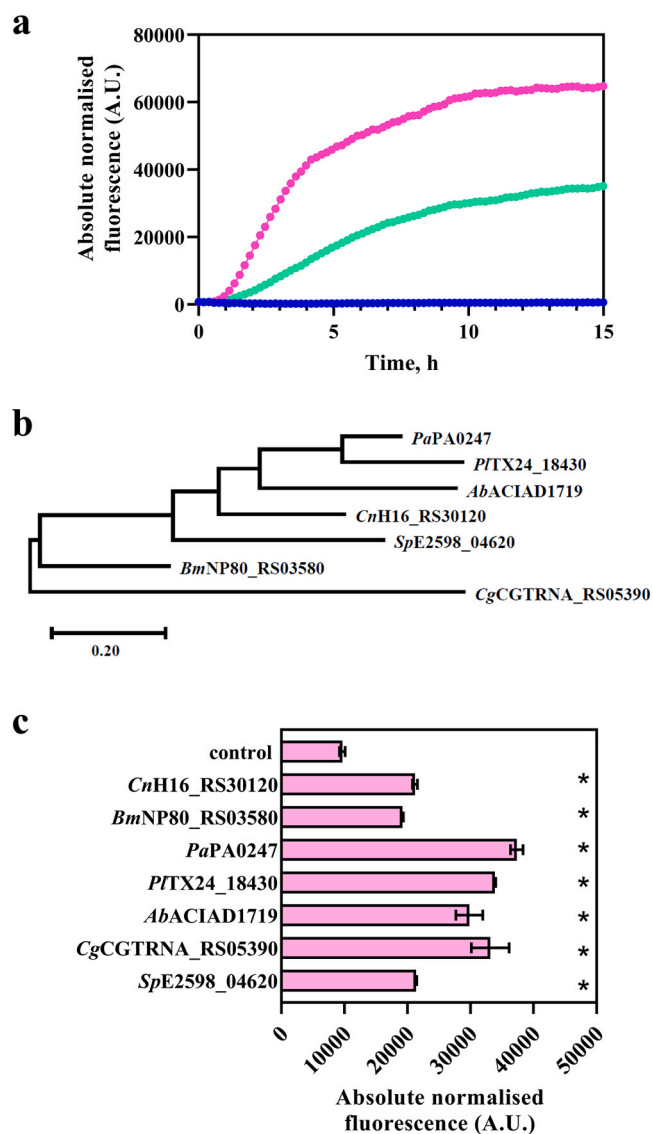 a
80000
60000
40000
20000
0
Absolute normalised
fluorescence (A.U.)
0 5 10 15
Time, h
b
PaPA0247
PlTX24_18430
AbACIAD1719
CnH16_RS30120
SpE2598_04620
BmNP80_RS03580
CgCGTRNA_RS05390
0.20
c
control
CnH16_RS30120 *
BmNP80_RS03580 *
PaPA0247 *
PlTX24_18430 *
AbACIAD1719 *
CgCGTRNA_RS05390 *
SpE2598_04620 *
0 10000 20000 30000 40000 50000
Absolute normalised
fluorescence (A.U.)